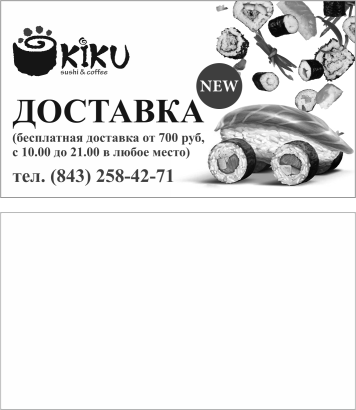 KIKU
sushi & coffee
NEW
ДОСТАВКА
(бесплатная доставка от 700 руб,
с 10.00 до 21.00 в любое место)
тел. (843) 258-42-71